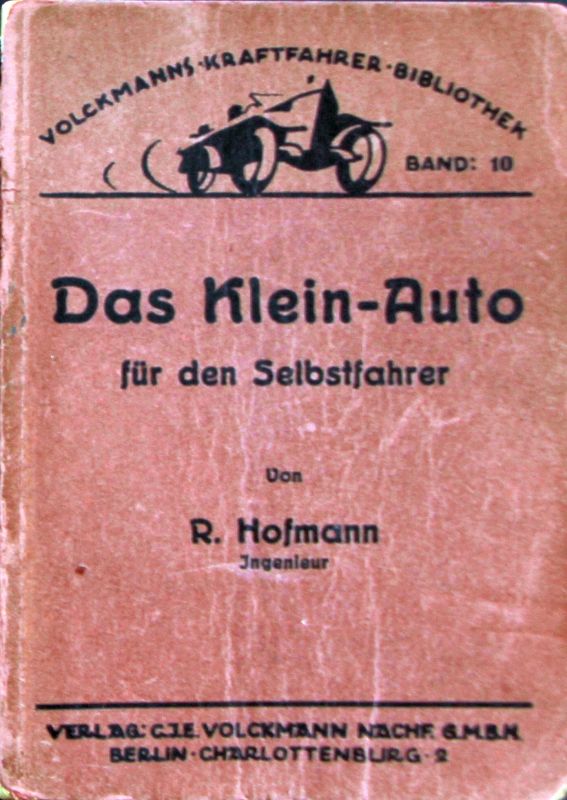 VOLCKMANNS·KRAFTFAHRER·BIBLIOTHEK
BAND: 10
Das Klein-Auto
für den Selbstfahrer
Von
R. Hofmann
Ingenieur
VERLAG: C.J.E. VOLCKMANN NACHF. G.M.B.H.
BERLIN·CHARLOTTENBURG·2